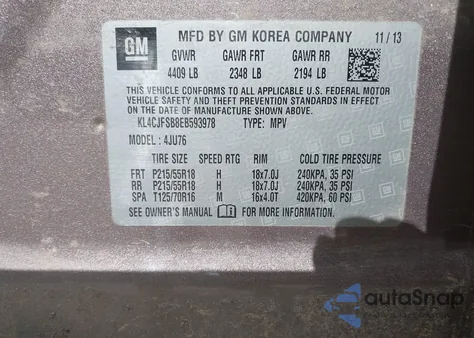 GM
MFD BY GM KOREA COMPANY 11 / 13
GVWR GAWR FRT GAWR RR
4409 LB 2348 LB 2194 LB
THIS VEHICLE CONFORMS TO ALL APPLICABLE U.S. FEDERAL MOTOR
VEHICLE SAFETY AND THEFT PREVENTION STANDARDS IN EFFECT
ON THE DATE OF MANUFACTURE SHOWN ABOVE.
KL4CJFSB8EB593978 TYPE: MPV
MODEL: 4JU76
TIRE SIZE SPEED RTG RIM COLD TIRE PRESSURE
FRT P215/55R18 H 18x7.0J 240KPA, 35 PSI
RR P215/55R18 H 18x7.0J 240KPA, 35 PSI
SPA T125/70R16 M 16x4.0T 420KPA, 60 PSI
SEE OWNER'S MANUAL FOR MORE INFORMATION
autaSnap